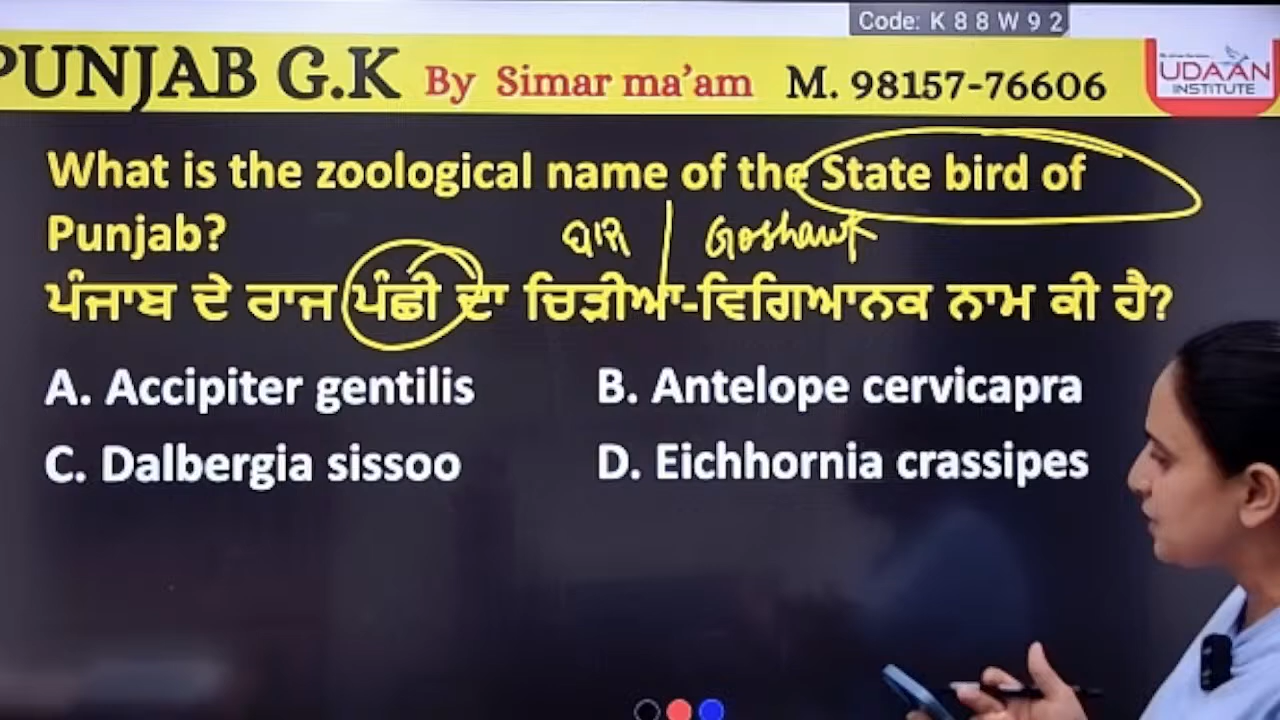 Code: K 8 8 W 9 2
PUNJAB G.K By Simar ma’am M. 98157-76606
UDAAN
INSTITUTE
What is the zoological name of the State bird of
Punjab?
ਬਾਜ਼ | Goshawk
ਪੰਜਾਬ ਦੇ ਰਾਜ ਪੰਛੀ ਦਾ ਚਿੜੀਆ-ਵਿਗਿਆਨਕ ਨਾਮ ਕੀ ਹੈ?
A. Accipiter gentilis B. Antelope cervicapra
C. Dalbergia sissoo D. Eichhornia crassipes